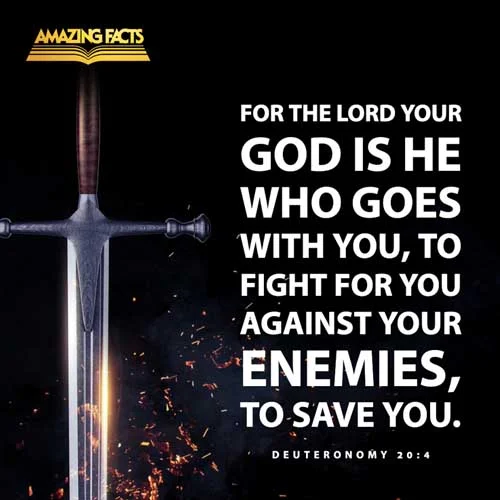 AMAZING FACTS
FOR THE LORD YOUR
GOD IS HE
WHO GOES
WITH YOU, TO
FIGHT FOR YOU
AGAINST YOUR
ENEMIES,
TO SAVE YOU.
DEUTERONOMY 20:4